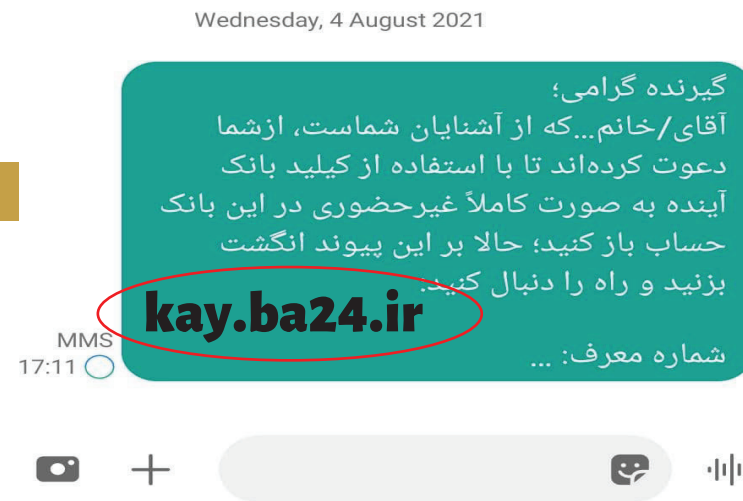 Wednesday, 4 August 2021
گیرنده گرامی؛
آقای/خانم...که از آشنایان شماست، ازشما
دعوت کرده‌اند تا با استفاده از کیلید بانک
آینده به صورت کاملاً غیرحضوری در این بانک
حساب باز کنید؛ حالا بر این پیوند انگشت
بزنید و راه را دنبال کنید.
kay.ba24.ir
شماره معرف: ...
MMS
17:11